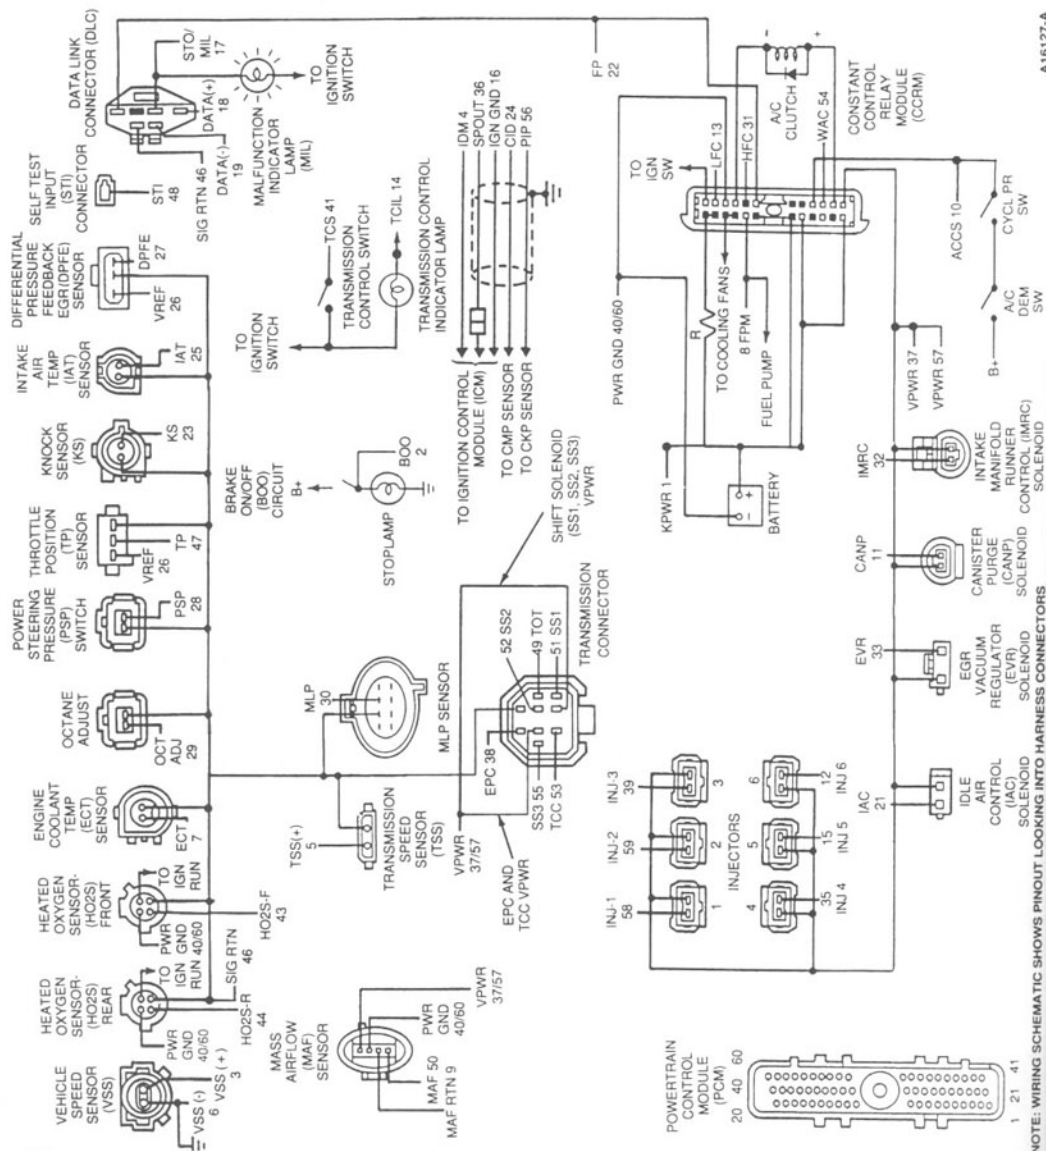 VEHICLE
SPEED
SENSOR
(VSS)
VSS (-)
6
VSS (+)
3
HEATED
OXYGEN
SENSOR-
(HO2S)
REAR
PWR
GND
40/60
TO
IGN
RUN
HO2S-R
44
SIG RTN
46
HEATED
OXYGEN
SENSOR-
(HO2S)
FRONT
PWR
GND
40/60
TO
IGN
RUN
HO2S-F
43
ENGINE
COOLANT
TEMP
(ECT)
SENSOR
ECT
7
OCTANE
ADJUST
OCT
ADJ
29
POWER
STEERING
PRESSURE
(PSP)
SWITCH
PSP
28
THROTTLE
POSITION
(TP)
SENSOR
VREF
26
TP
47
KNOCK
SENSOR
(KS)
KS
23
INTAKE
AIR
TEMP
(IAT)
SENSOR
IAT
25
DIFFERENTIAL
PRESSURE
FEEDBACK
EGR(DPFE)
SENSOR
VREF
26
DPFE
27
SELF TEST
INPUT
(STI)
CONNECTOR
STI
48
DATA LINK
CONNECTOR (DLC)
SIG RTN 46
DATA(-)
19
DATA(+)
18
STO/
MIL
17
MALFUNCTION
INDICATOR
LAMP
(MIL)
TO
IGNITION
SWITCH
MASS
AIRFLOW
(MAF)
SENSOR
MAF RTN 9
MAF 50
PWR
GND
40/60
VPWR
37/57
TSS(+)
5
TRANSMISSION
SPEED
SENSOR
(TSS)
MLP
30
MLP SENSOR
BRAKE
ON/OFF
(BOO)
CIRCUIT
B+
BOO
2
STOPLAMP
TO
IGNITION
SWITCH
TCS 41
TRANSMISSION
CONTROL SWITCH
TCIL 14
TRANSMISSION CONTROL
INDICATOR LAMP
VPWR
37/57
EPC AND
TCC VPWR
EPC 38
SS3 55
TCC 53
52 SS2
49 TOT
51 SS1
TRANSMISSION
CONNECTOR
SHIFT SOLENOID
(SS1, SS2, SS3)
VPWR
TO IGNITION CONTROL
MODULE (ICM)
TO CMP SENSOR
TO CKP SENSOR
IDM 4
SPOUT 36
IGN GND 16
CID 24
PIP 56
FP
22
PWR GND 40/60
KPWR 1
BATTERY
R
TO COOLING FANS
8 FPM
FUEL PUMP
TO
IGN
SW
LFC 13
HFC 31
A/C
CLUTCH
-
+
WAC 54
CONSTANT
CONTROL
RELAY
MODULE
(CCRM)
ACCS 10
CYCL PR
SW
A/C
DEM
SW
B+
VPWR 37
VPWR 57
INJ-1
58
INJ-2
59
INJ-3
39
1
2
3
INJECTORS
4
5
6
35
INJ 4
15
INJ 5
12
INJ 6
IAC
21
IDLE
AIR
CONTROL
(IAC)
SOLENOID
EVR
33
EGR
VACUUM
REGULATOR
(EVR)
SOLENOID
CANP
11
CANISTER
PURGE
(CANP)
SOLENOID
IMRC
32
INTAKE
MANIFOLD
RUNNER
CONTROL (IMRC)
SOLENOID
POWERTRAIN
CONTROL
MODULE
(PCM)
20 40 60
1 21 41
NOTE: WIRING SCHEMATIC SHOWS PINOUT LOOKING INTO HARNESS CONNECTORS
A16127-A